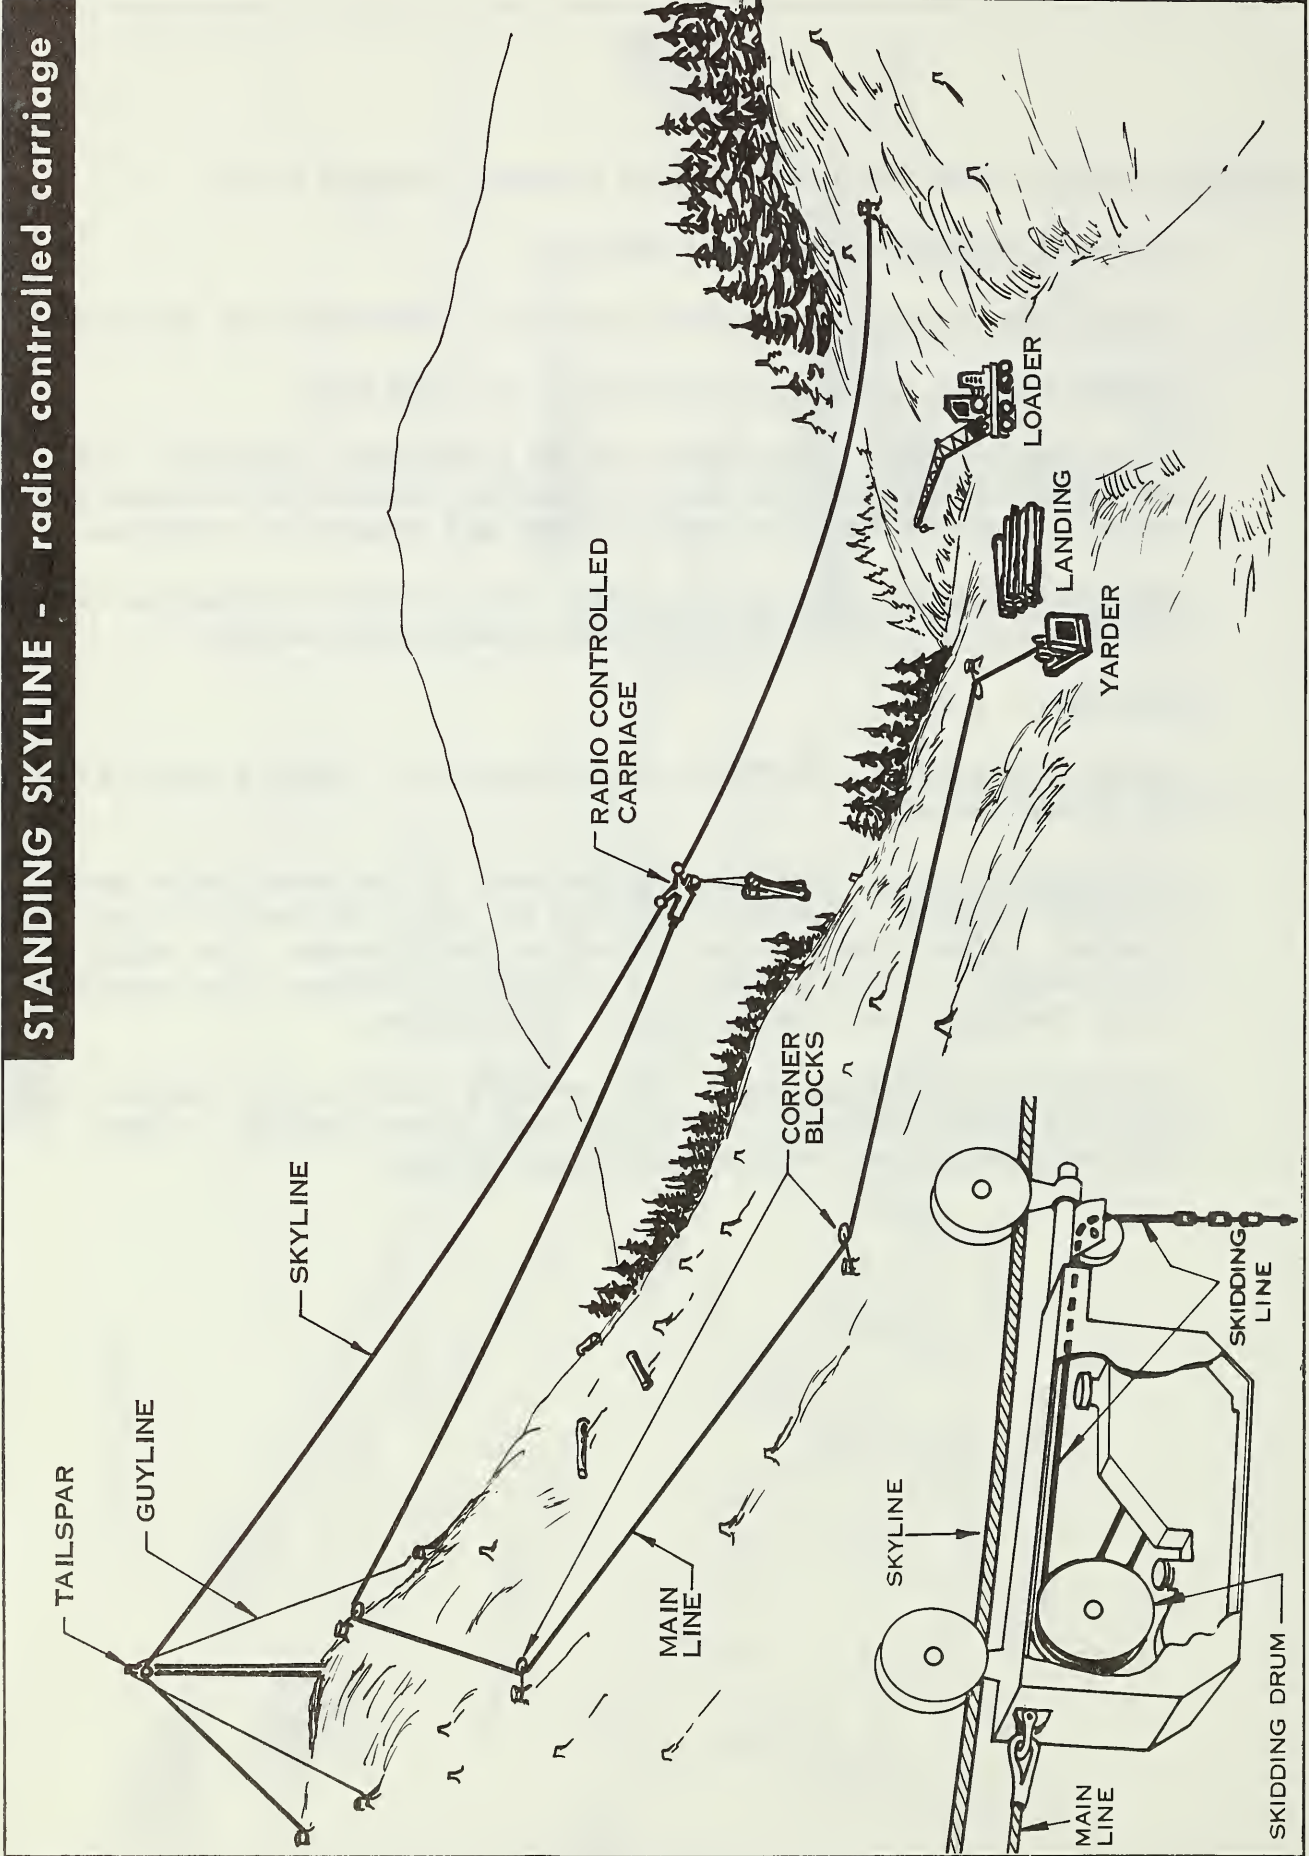 STANDING SKYLINE - radio controlled carriage
TAILSPAR
GUYLINE
SKYLINE
RADIO CONTROLLED
CARRIAGE
MAIN
LINE
CORNER
BLOCKS
YARDER
LANDING
LOADER
SKYLINE
MAIN
LINE
SKIDDING DRUM
SKIDDING
LINE